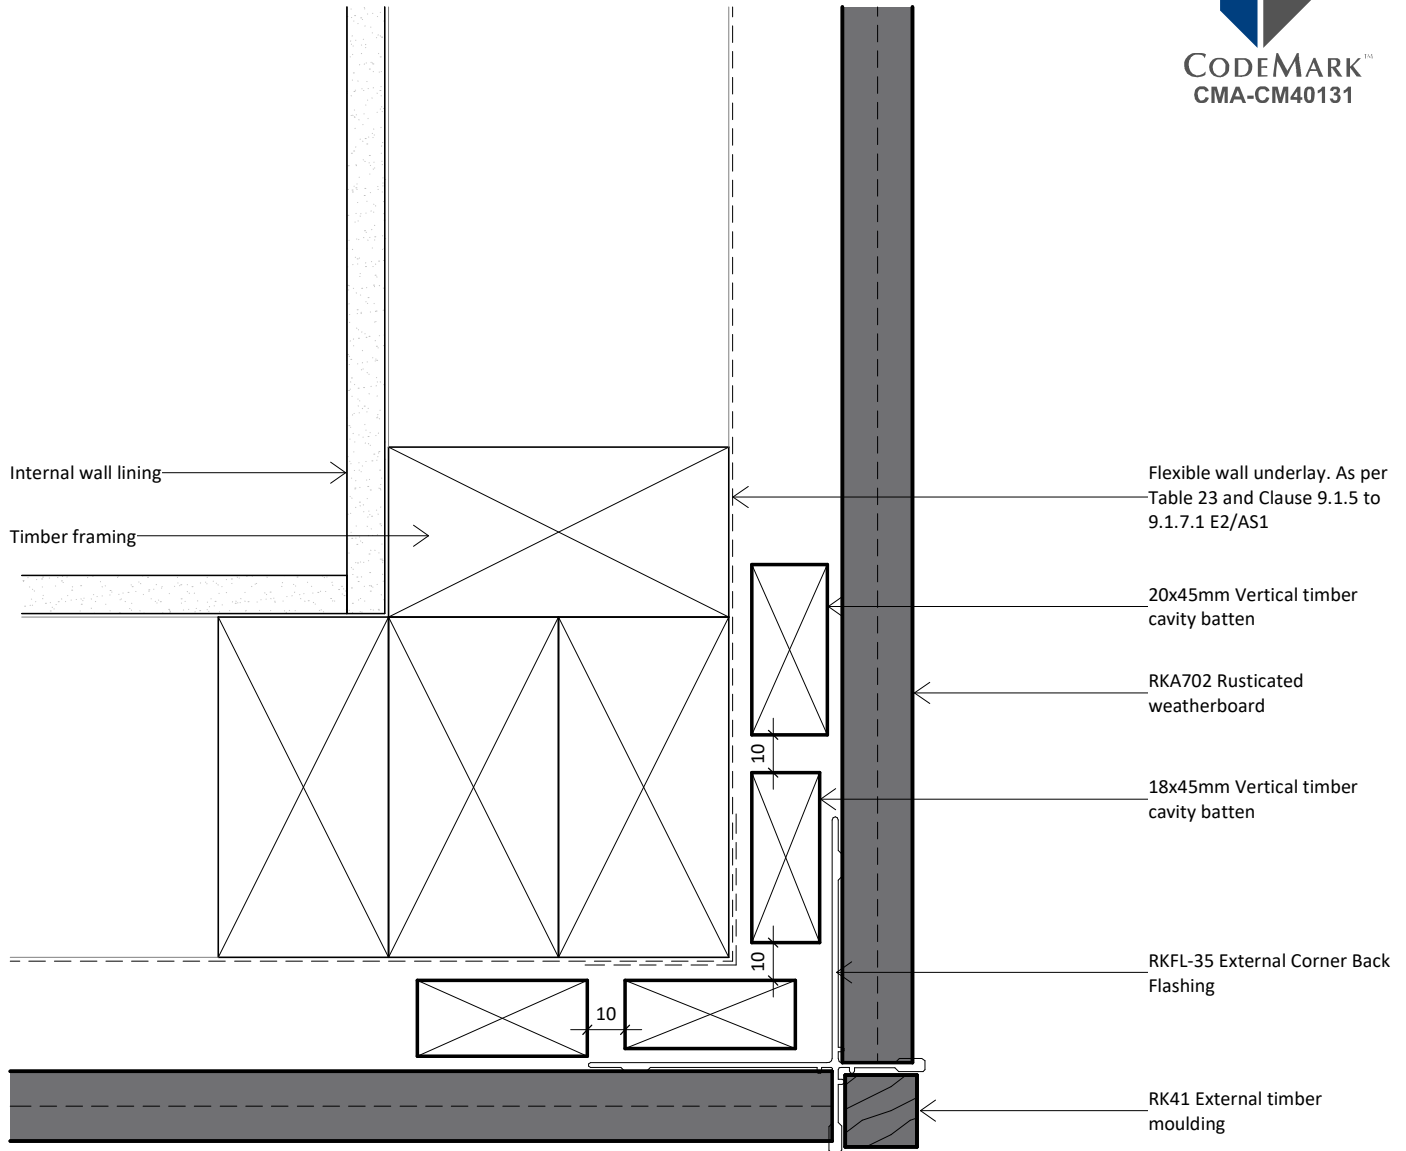 CODEMARK™
CMA-CM40131
Internal wall lining
Timber framing
Flexible wall underlay. As per
Table 23 and Clause 9.1.5 to
9.1.7.1 E2/AS1
20x45mm Vertical timber
cavity batten
RKA702 Rusticated
weatherboard
10
18x45mm Vertical timber
cavity batten
10
RKFL-35 External Corner Back
Flashing
10
RK41 External timber
moulding